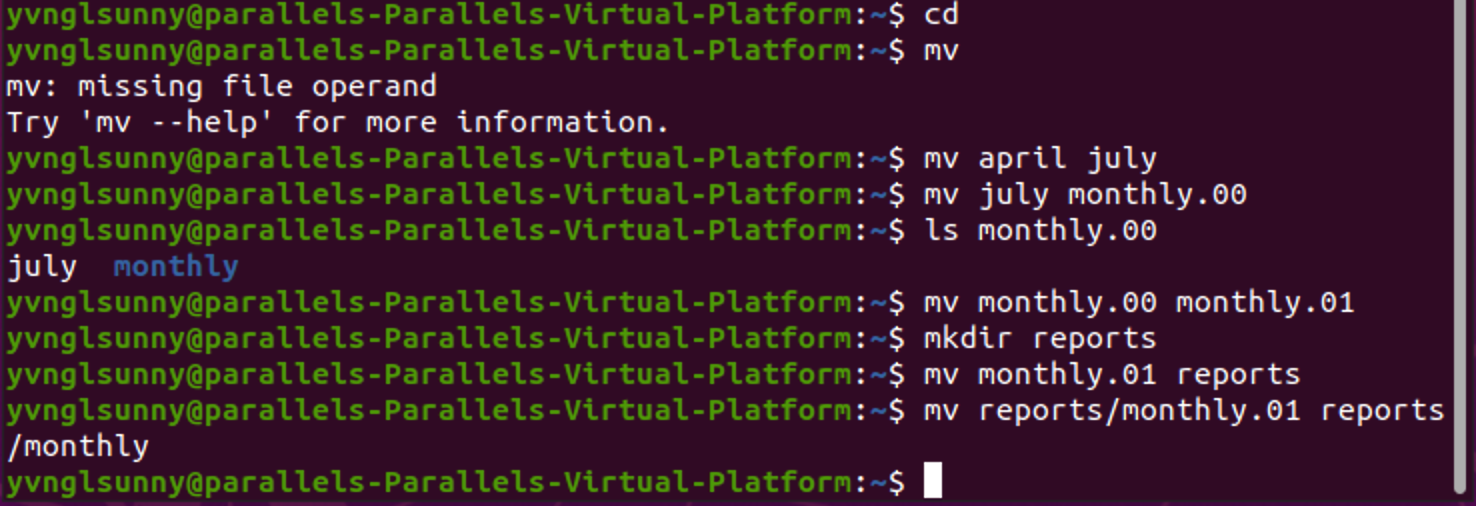 yvnglsunny@parallels-Parallels-Virtual-Platform:~$ cd
yvnglsunny@parallels-Parallels-Virtual-Platform:~$ mv
mv: missing file operand
Try 'mv --help' for more information.
yvnglsunny@parallels-Parallels-Virtual-Platform:~$ mv april july
yvnglsunny@parallels-Parallels-Virtual-Platform:~$ mv july monthly.00
yvnglsunny@parallels-Parallels-Virtual-Platform:~$ ls monthly.00
july  monthly
yvnglsunny@parallels-Parallels-Virtual-Platform:~$ mv monthly.00 monthly.01
yvnglsunny@parallels-Parallels-Virtual-Platform:~$ mkdir reports
yvnglsunny@parallels-Parallels-Virtual-Platform:~$ mv monthly.01 reports
yvnglsunny@parallels-Parallels-Virtual-Platform:~$ mv reports/monthly.01 reports
/monthly
yvnglsunny@parallels-Parallels-Virtual-Platform:~$